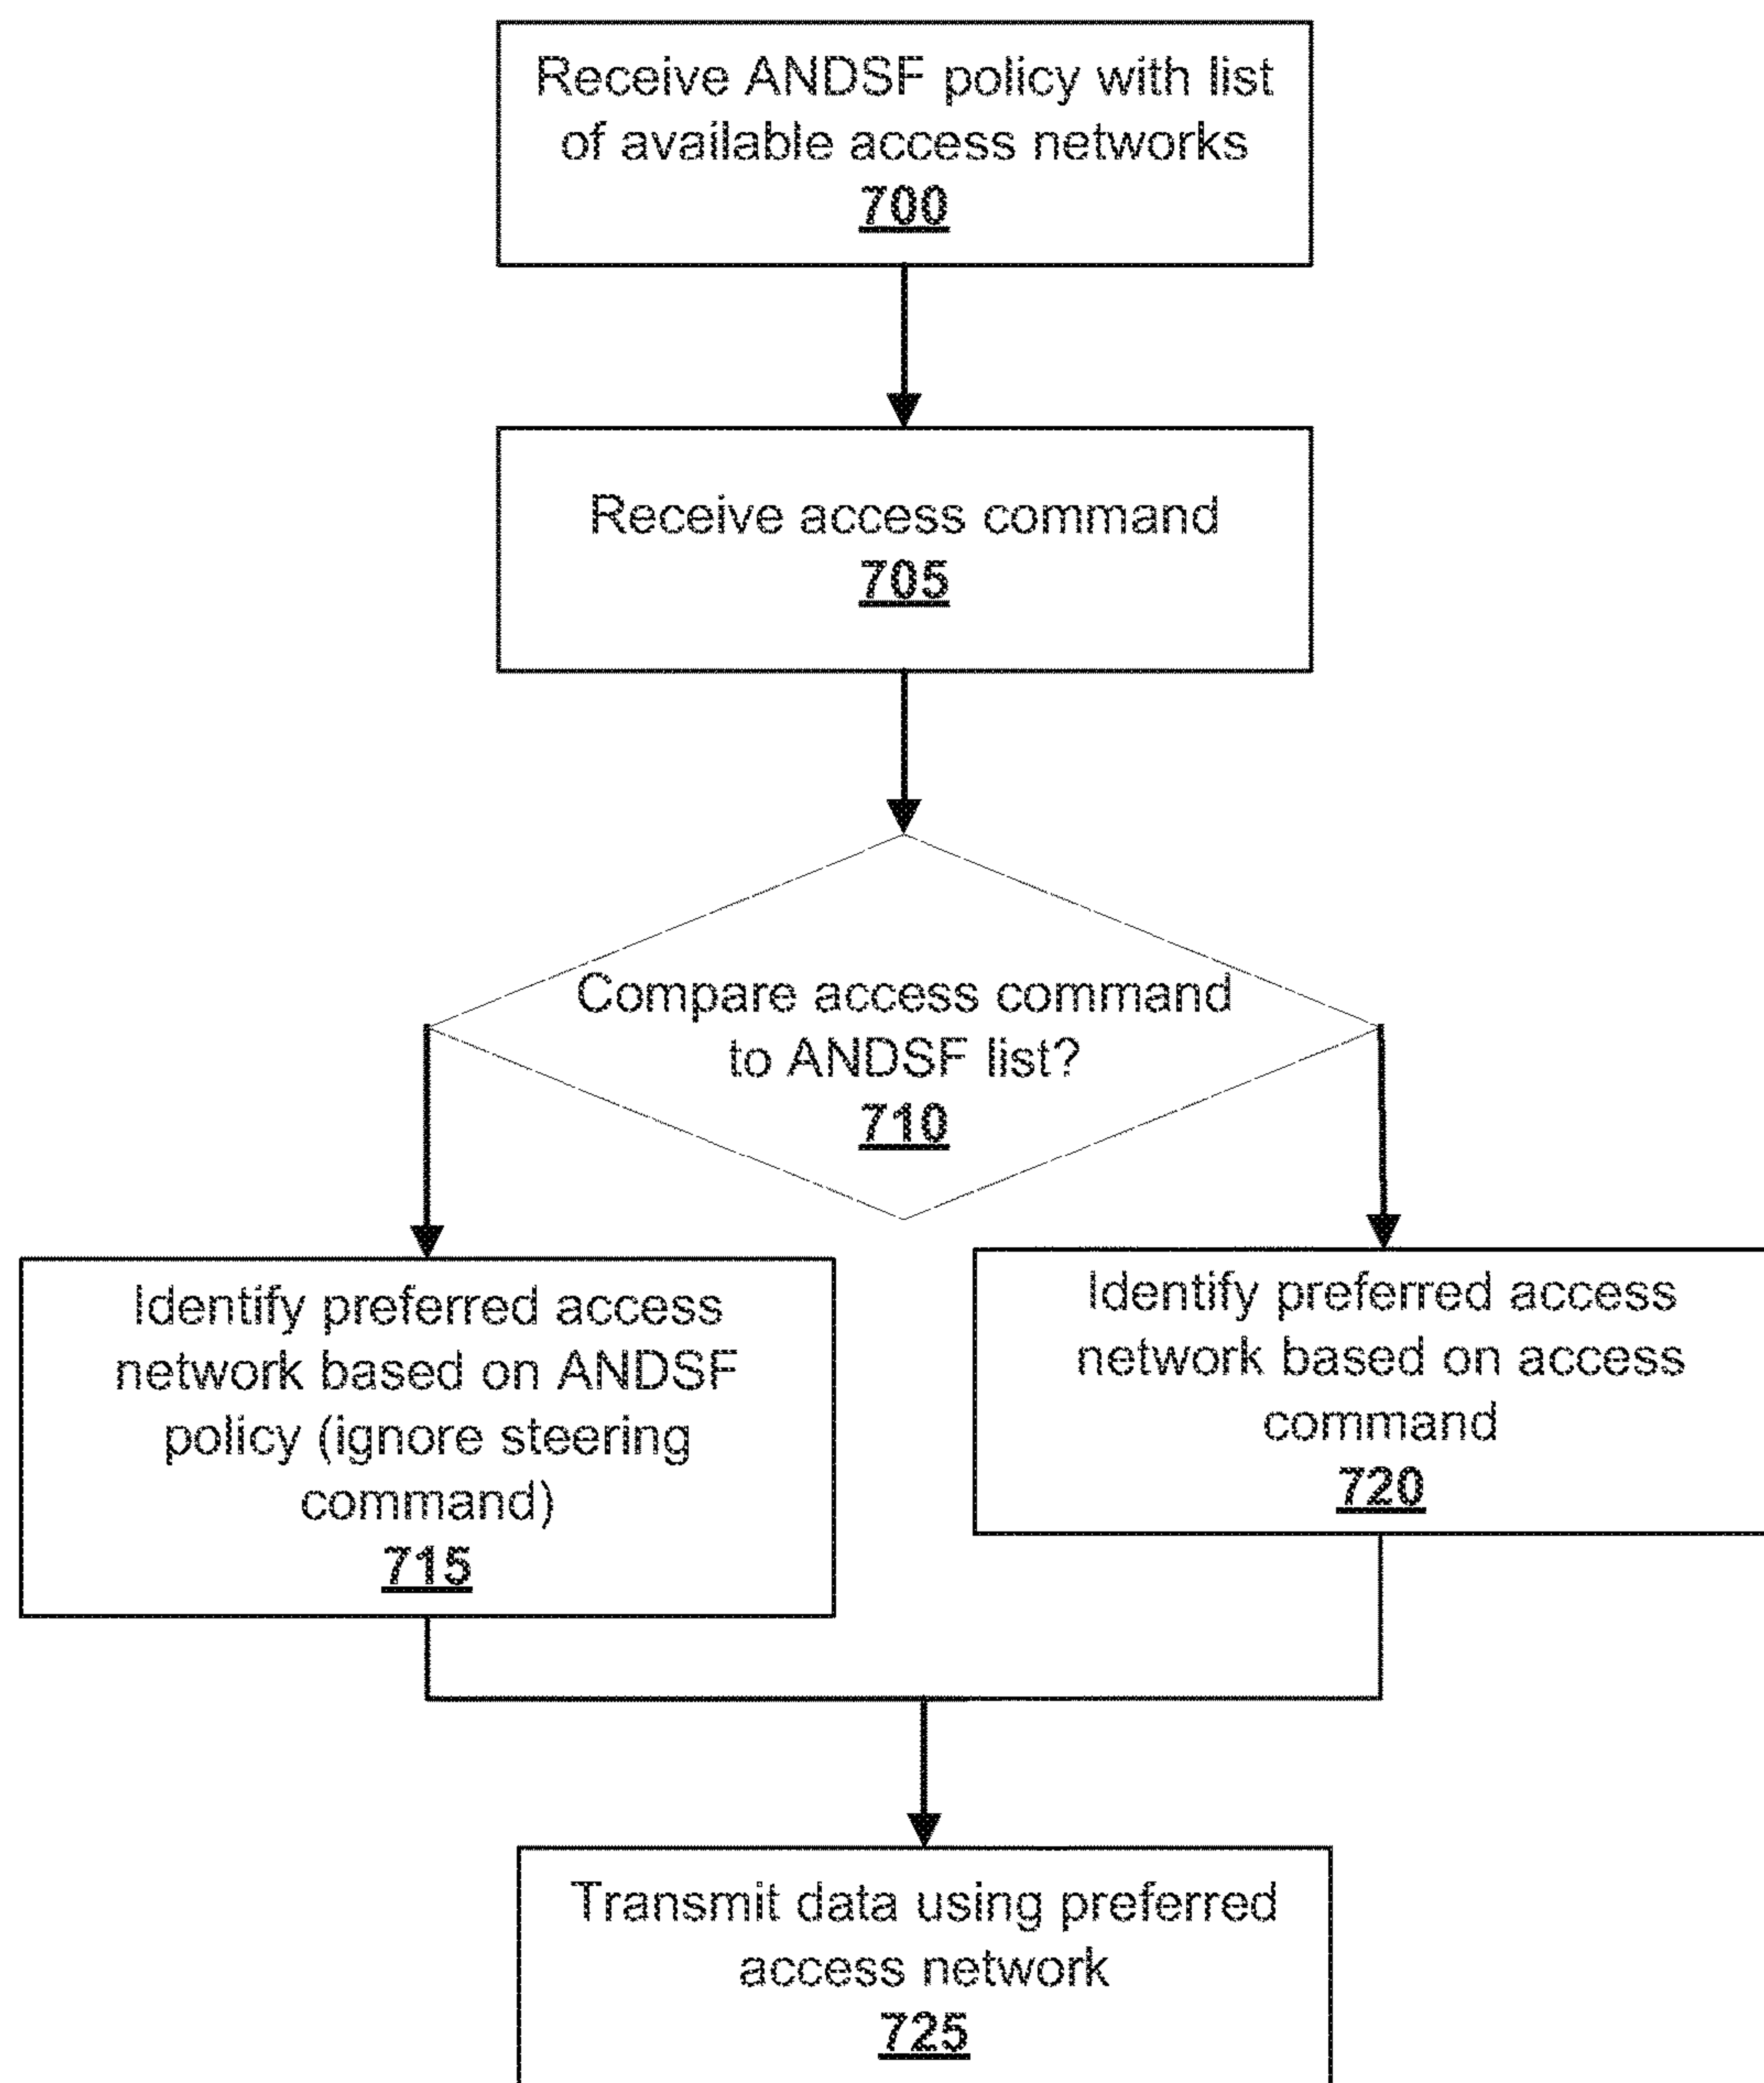 Receive ANDSF policy with list
of available access networks
700
Receive access command
705
Compare access command
to ANDSF list?
710
Identify preferred access
network based on ANDSF
policy (ignore steering
command)
715
Identify preferred access
network based on access
command
720
Transmit data using preferred
access network
725